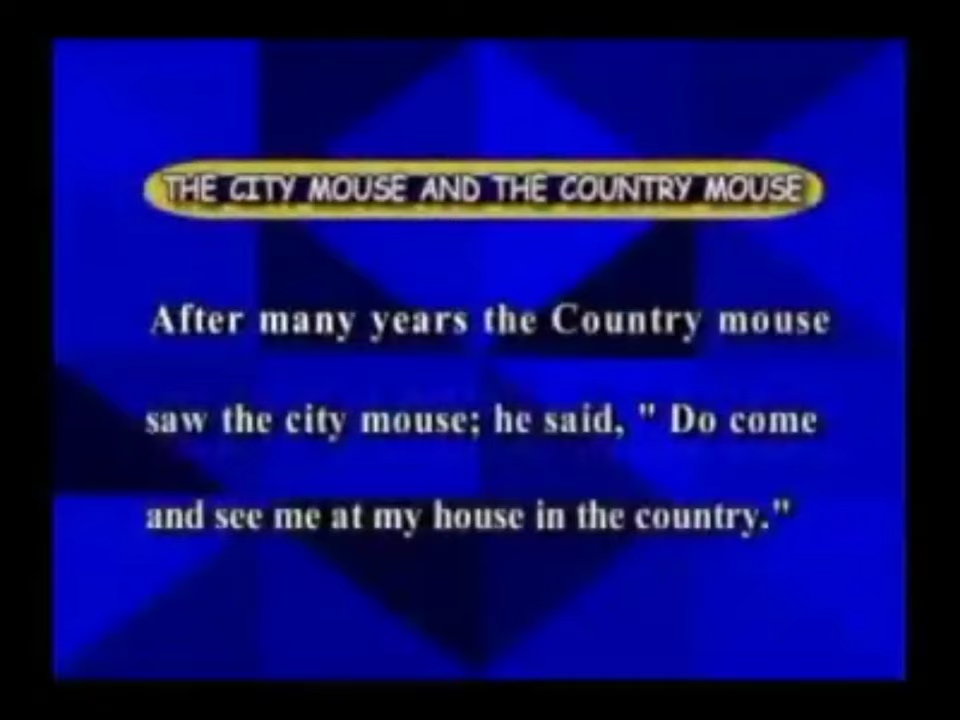 THE CITY MOUSE AND THE COUNTRY MOUSE
After many years the Country mouse
saw the city mouse; he said, " Do come
and see me at my house in the country."